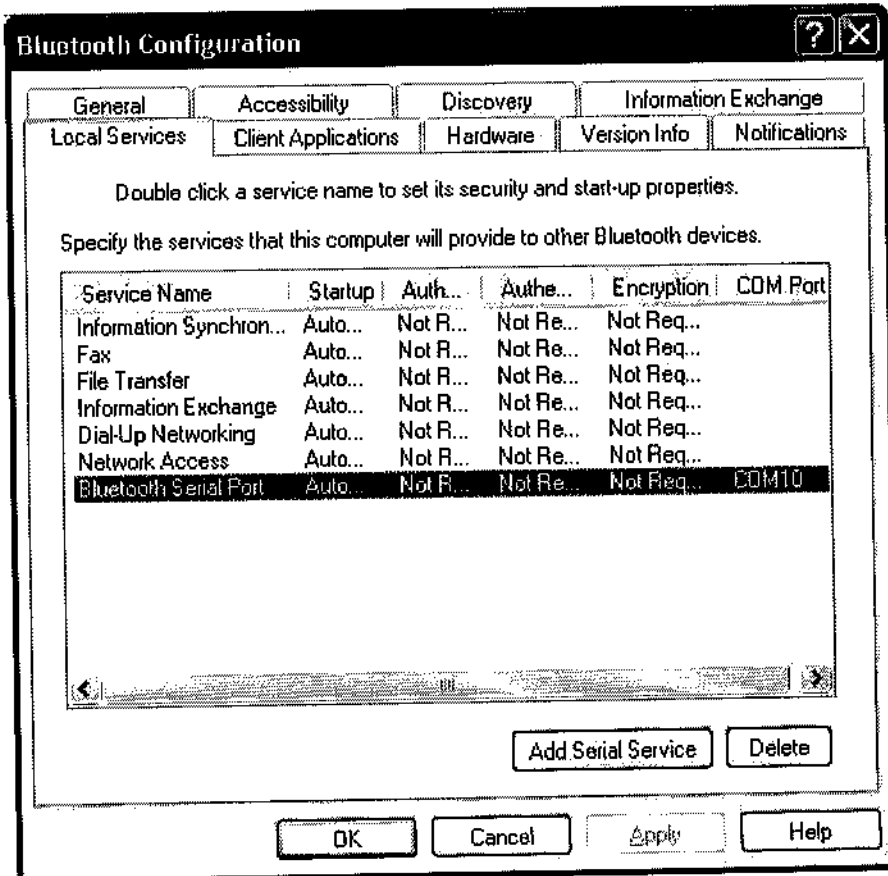 Bluetooth Configuration
General Accessibility Discovery Information Exchange
Local Services Client Applications Hardware Version Info Notifications
Double click a service name to set its security and start-up properties.
Specify the services that this computer will provide to other Bluetooth devices.
Service Name Startup Auth... Authe... Encryption COM Port
Information Synchron... Auto... Not R... Not Re... Not Req...
Fax Auto... Not R... Not Re... Not Req...
File Transfer Auto... Not R... Not Re... Not Req...
Information Exchange Auto... Not R... Not Re... Not Req...
Dial-Up Networking Auto... Not R... Not Re... Not Req...
Network Access Auto... Not R... Not Re... Not Req...
Bluetooth Serial Port Auto... Not R... Not Re... Not Req... COM10
Add Serial Service Delete
OK Cancel Apply Help